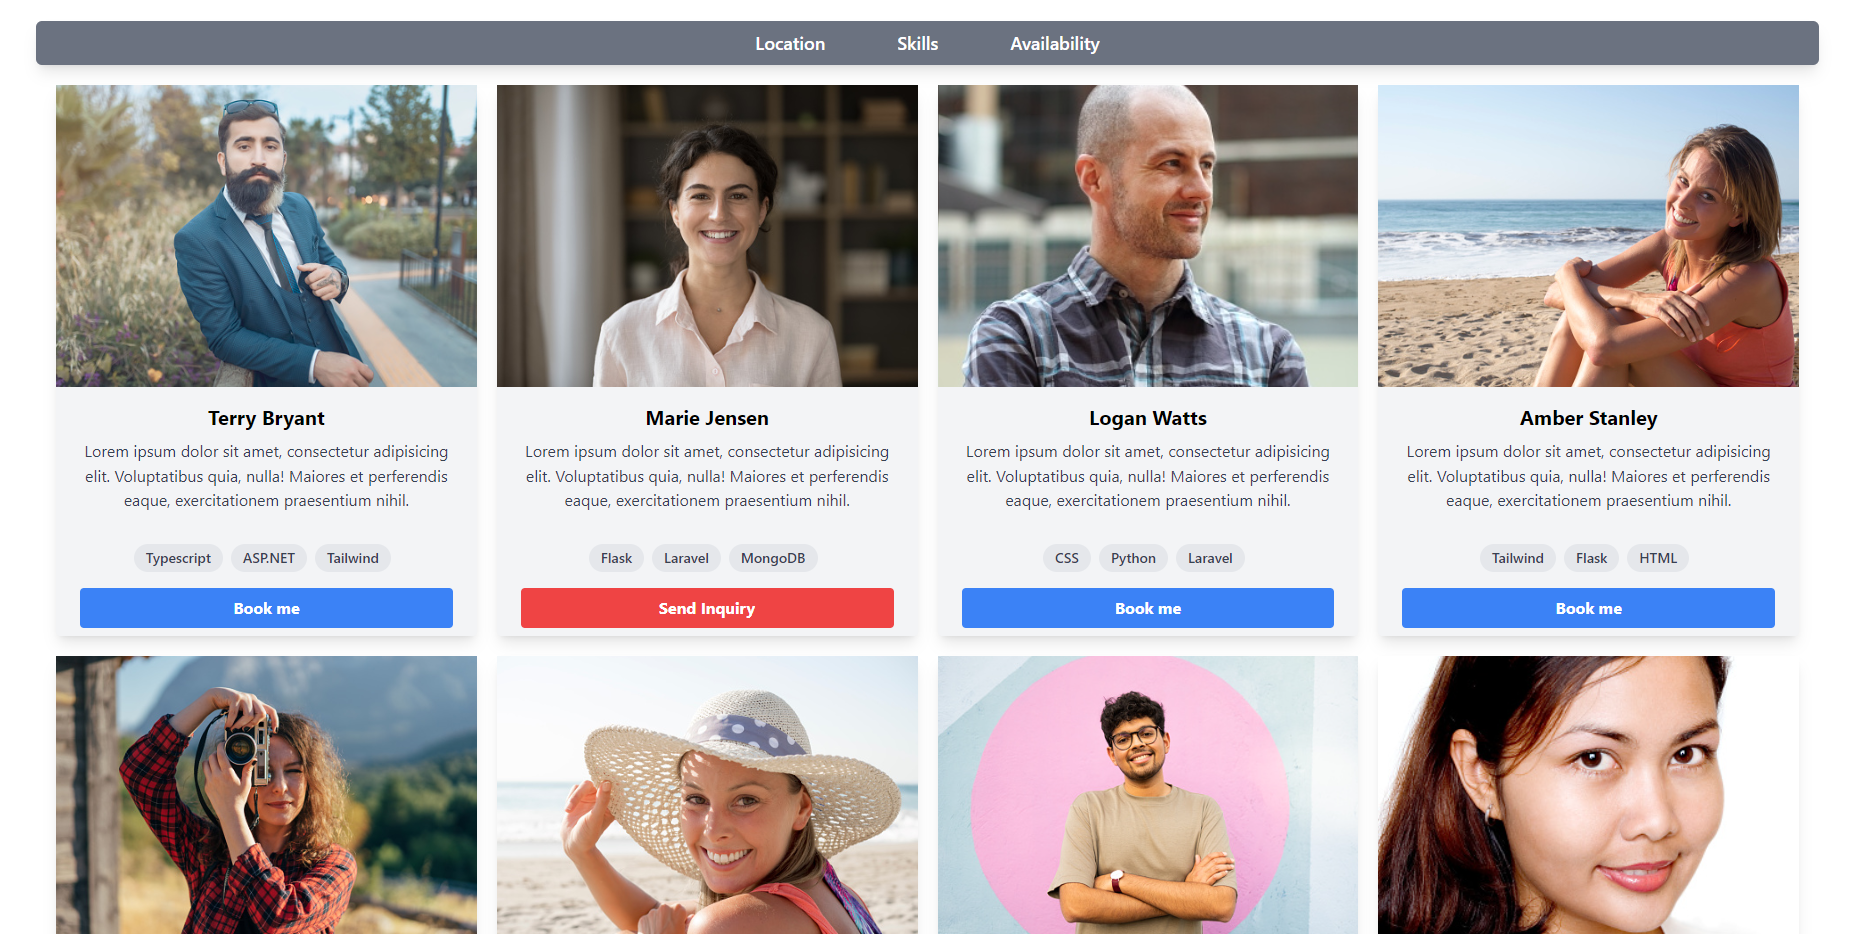 Location Skills Availability
Terry Bryant
Lorem ipsum dolor sit amet, consectetur adipisicing
elit. Voluptatibus quia, nulla! Maiores et perferendis
eaque, exercitationem praesentium nihil.
Typescript ASP.NET Tailwind
Book me
Marie Jensen
Lorem ipsum dolor sit amet, consectetur adipisicing
elit. Voluptatibus quia, nulla! Maiores et perferendis
eaque, exercitationem praesentium nihil.
Flask Laravel MongoDB
Send Inquiry
Logan Watts
Lorem ipsum dolor sit amet, consectetur adipisicing
elit. Voluptatibus quia, nulla! Maiores et perferendis
eaque, exercitationem praesentium nihil.
CSS Python Laravel
Book me
Amber Stanley
Lorem ipsum dolor sit amet, consectetur adipisicing
elit. Voluptatibus quia, nulla! Maiores et perferendis
eaque, exercitationem praesentium nihil.
Tailwind Flask HTML
Book me